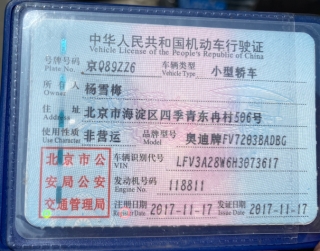 中华人民共和国机动车行驶证
Vehicle License of the People's Republic of China
号牌号码 京Q89ZZ6 车辆类型 小型轿车
Plate No. Vehicle Type
所有人 杨雪梅
Owner
住址 北京市海淀区四季青东冉村506号
Address
使用性质 非营运 品牌型号 奥迪牌FV7203BADBG
Use Character Model
北京市公 车辆识别代号 LFV3A28W6H3073617
VIN
安局公安 发动机号码 118811
交通管理局 注册日期 2017-11-17 发证日期 2017-11-17
Register Date Issue Date